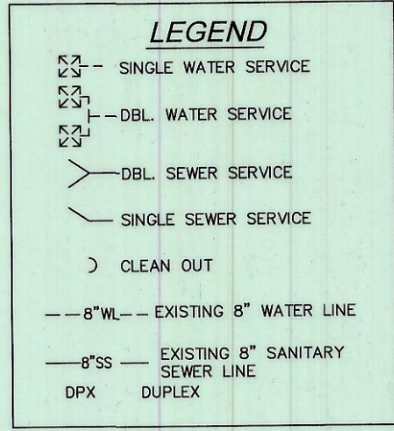 LEGEND
SINGLE WATER SERVICE
DBL. WATER SERVICE
DBL. SEWER SERVICE
SINGLE SEWER SERVICE
CLEAN OUT
8"WL EXISTING 8" WATER LINE
8"SS EXISTING 8" SANITARY
SEWER LINE
DPX DUPLEX